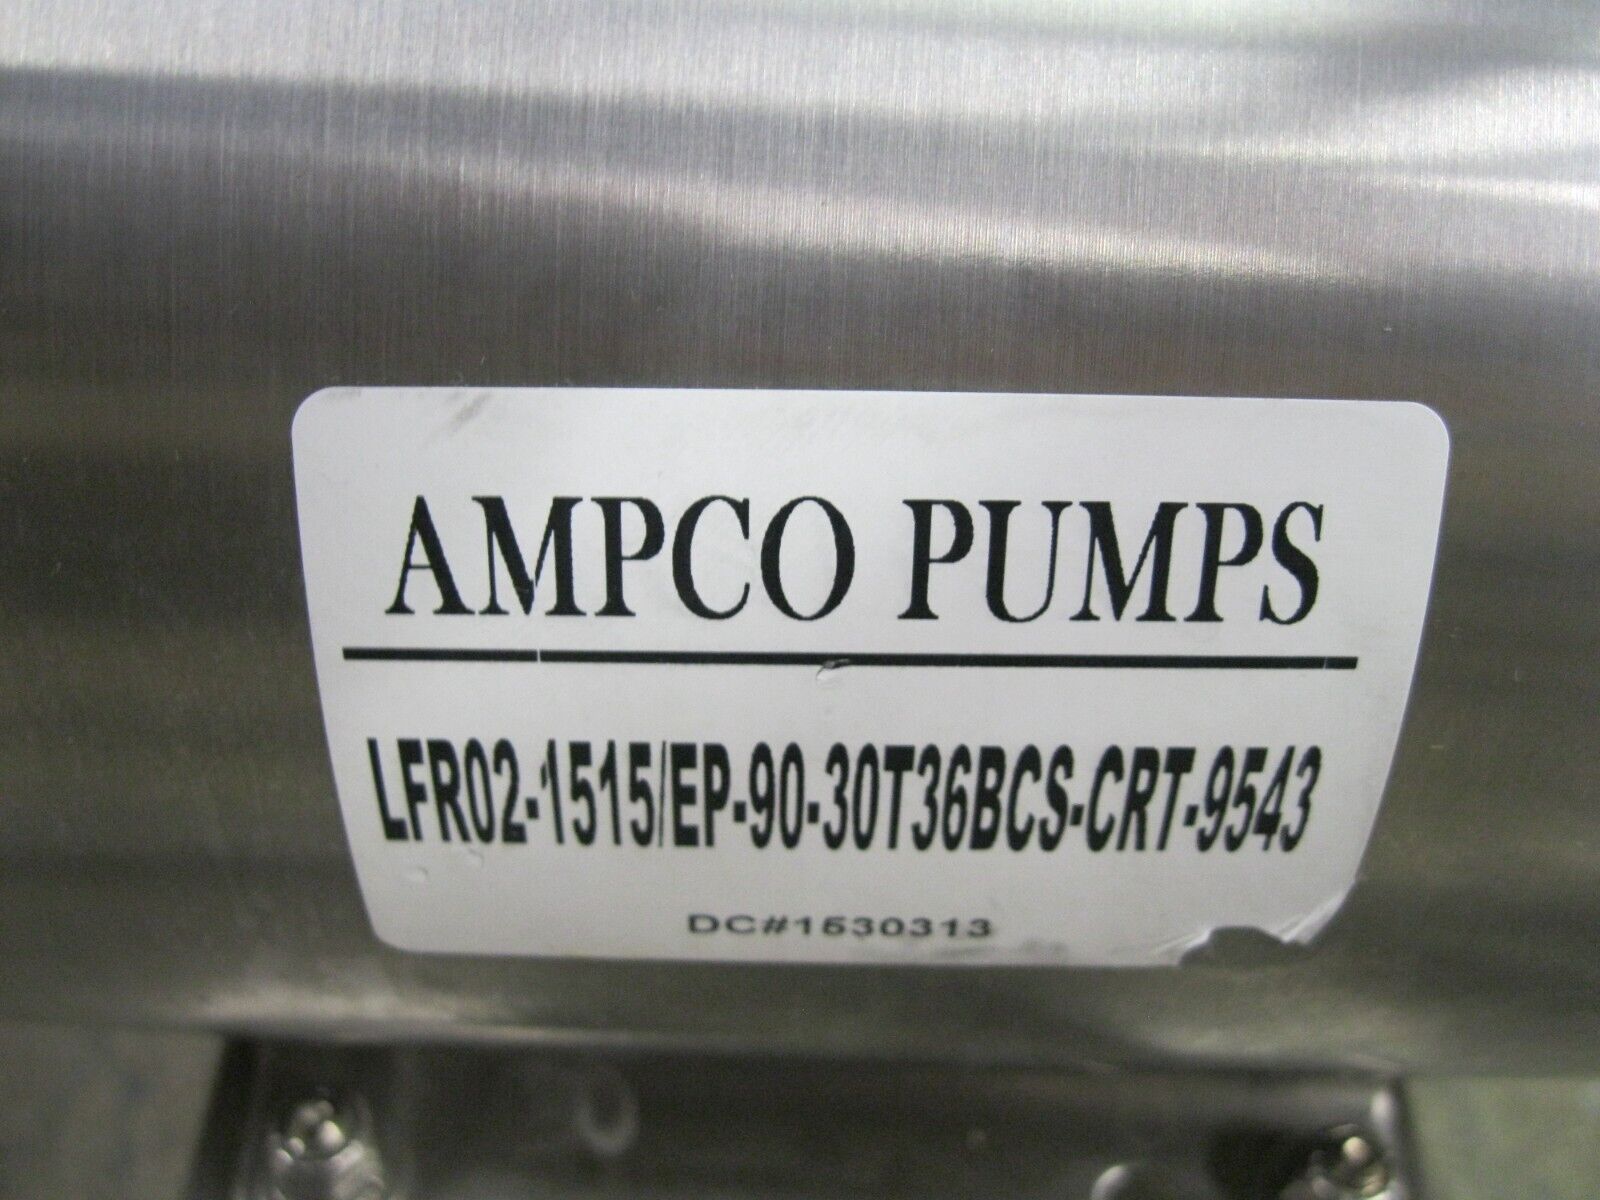 AMPCO PUMPS
LFR02-1515/EP-90-30T36BCS-CRT-9543
DC#1530313